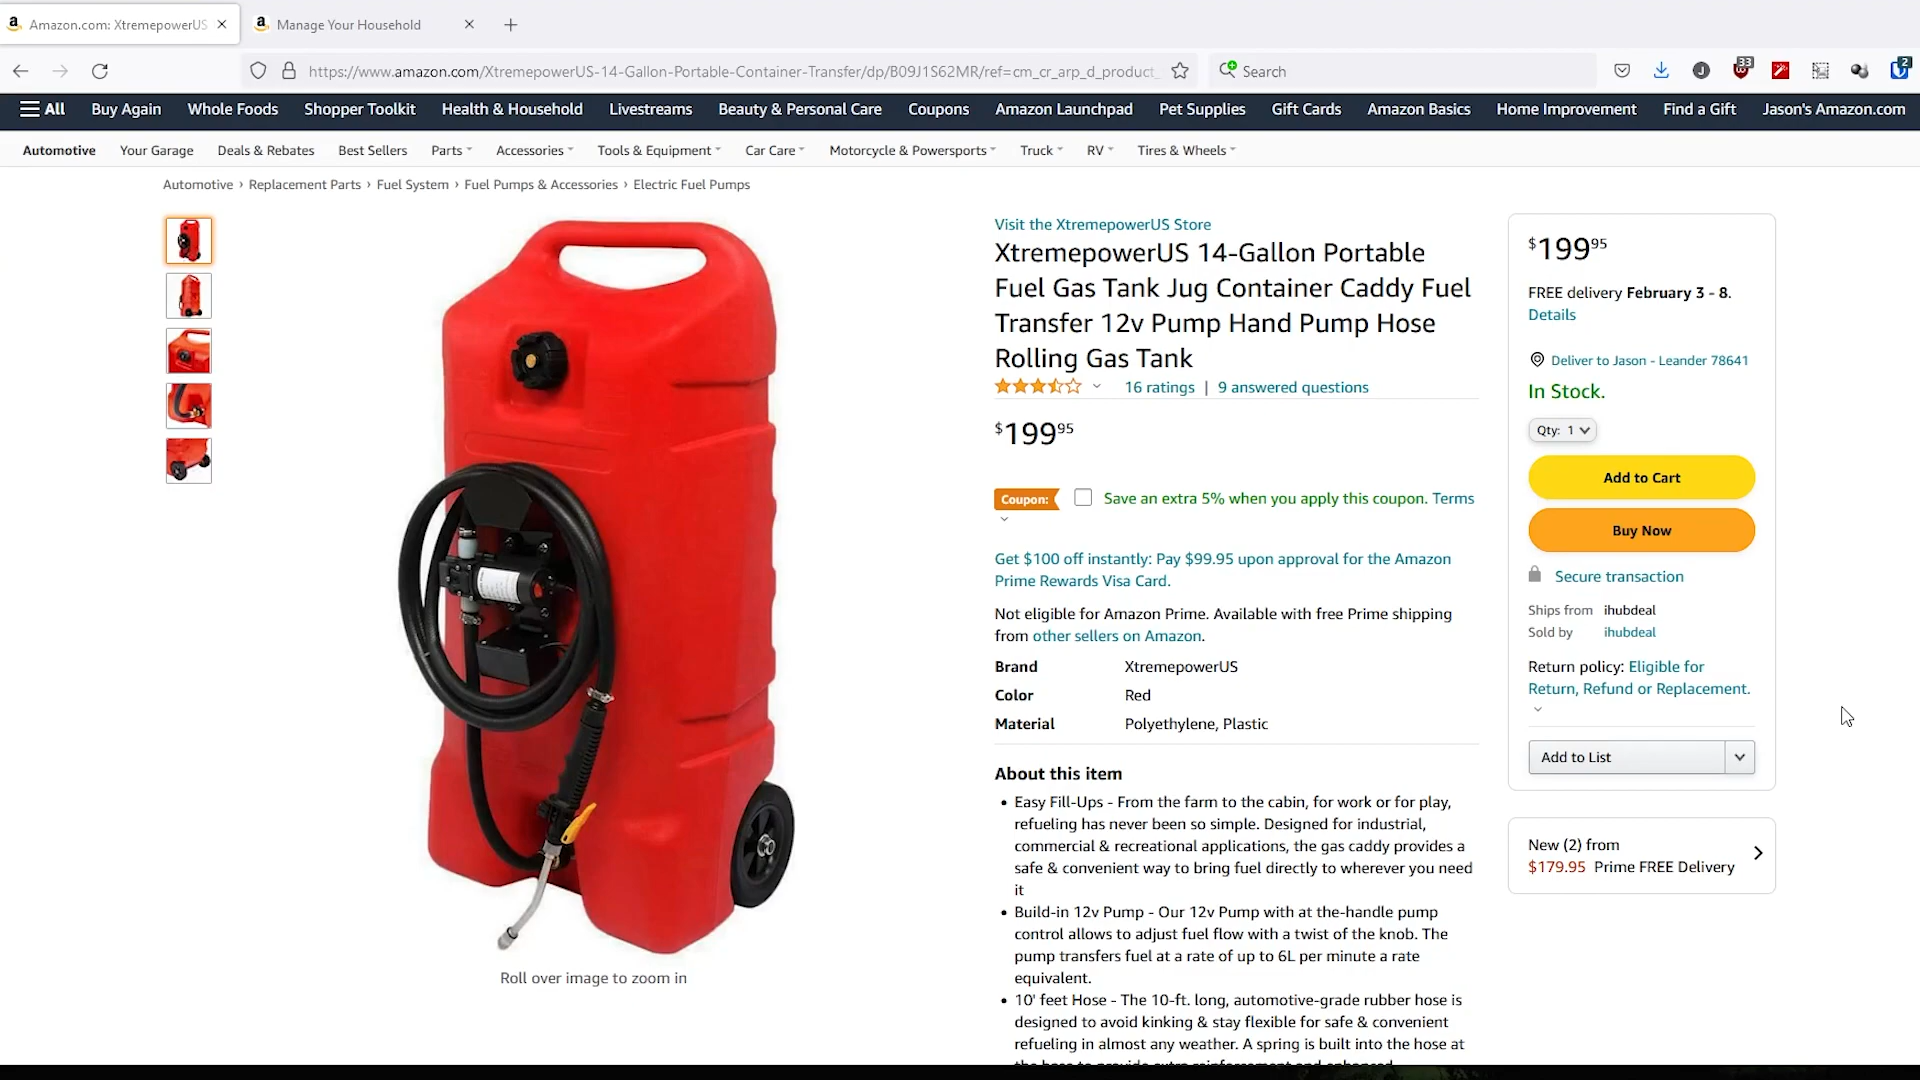 Amazon.com: XtremepowerUS
Manage Your Household
https://www.amazon.com/XtremepowerUS-14-Gallon-Portable-Container-Transfer/dp/B09J1S62MR/ref=cm_cr_arp_d_product_
Search
33
2
All Buy Again Whole Foods Shopper Toolkit Health & Household Livestreams Beauty & Personal Care Coupons Amazon Launchpad Pet Supplies Gift Cards Amazon Basics Home Improvement Find a Gift Jason's Amazon.com
Automotive Your Garage Deals & Rebates Best Sellers Parts Accessories Tools & Equipment Car Care Motorcycle & Powersports Truck RV Tires & Wheels
Automotive › Replacement Parts › Fuel System › Fuel Pumps & Accessories › Electric Fuel Pumps
Roll over image to zoom in
Visit the XtremepowerUS Store
XtremepowerUS 14-Gallon Portable
Fuel Gas Tank Jug Container Caddy Fuel
Transfer 12v Pump Hand Pump Hose
Rolling Gas Tank
16 ratings | 9 answered questions
$199 95
Coupon: Save an extra 5% when you apply this coupon. Terms
Get $100 off instantly: Pay $99.95 upon approval for the Amazon
Prime Rewards Visa Card.
Not eligible for Amazon Prime. Available with free Prime shipping
from other sellers on Amazon.
Brand XtremepowerUS
Color Red
Material Polyethylene, Plastic
About this item
• Easy Fill-Ups - From the farm to the cabin, for work or for play,
refueling has never been so simple. Designed for industrial,
commercial & recreational applications, the gas caddy provides a
safe & convenient way to bring fuel directly to wherever you need
it
• Build-in 12v Pump - Our 12v Pump with at the-handle pump
control allows to adjust fuel flow with a twist of the knob. The
pump transfers fuel at a rate of up to 6L per minute a rate
equivalent.
• 10' feet Hose - The 10-ft. long, automotive-grade rubber hose is
designed to avoid kinking & stay flexible for safe & convenient
refueling in almost any weather. A spring is built into the hose at
$199 95
FREE delivery February 3 - 8.
Details
Deliver to Jason - Leander 78641
In Stock.
Qty: 1
Add to Cart
Buy Now
Secure transaction
Ships from ihubdeal
Sold by ihubdeal
Return policy: Eligible for
Return, Refund or Replacement.
Add to List
New (2) from
$179.95 Prime FREE Delivery